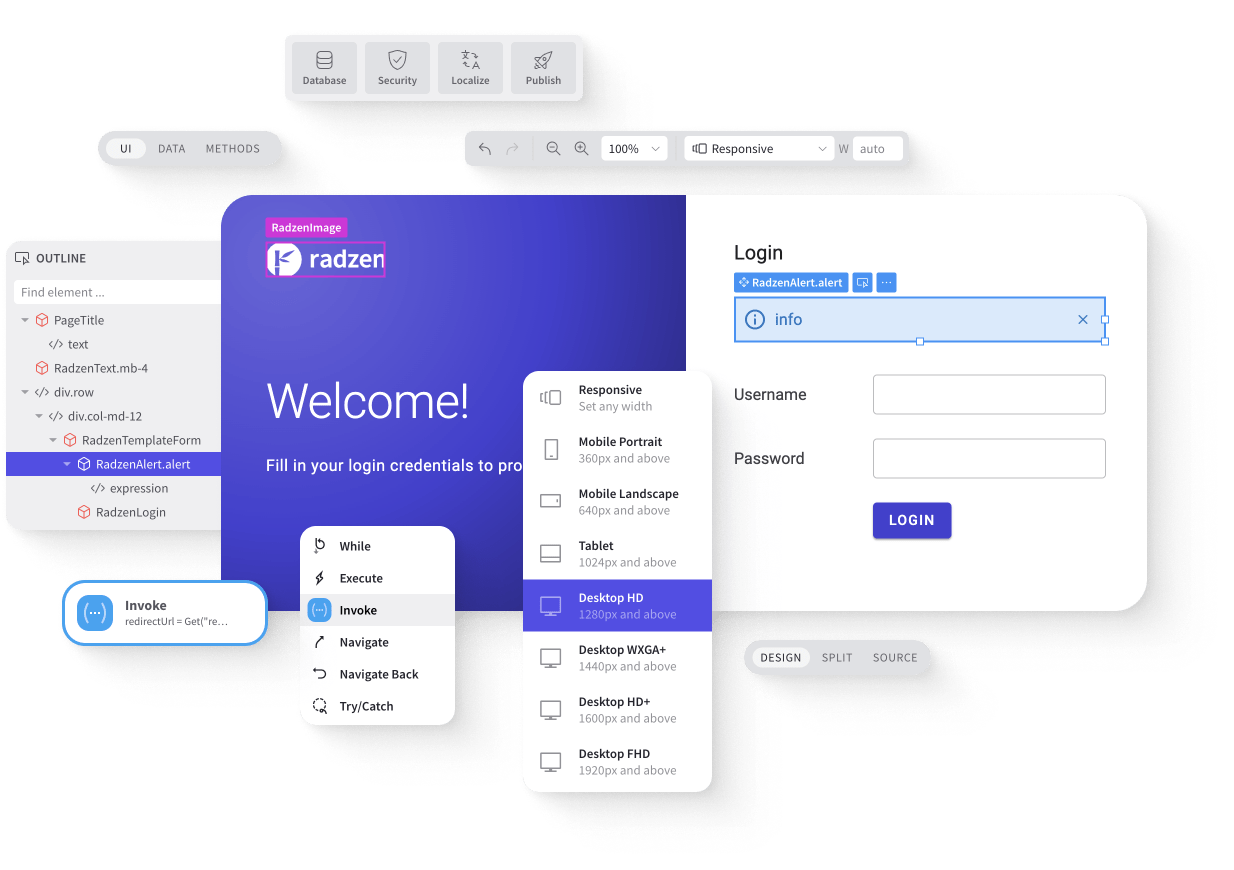 Database
Security
Localize
Publish
UI
DATA
METHODS
100%
Responsive
W
auto
OUTLINE
Find element ...
PageTitle
</> text
RadzenText.mb-4
</> div.row
</> div.col-md-12
RadzenTemplateForm
RadzenAlert.alert
</> expression
RadzenLogin
RadzenImage
radzen
Welcome!
Fill in your login credentials to pro
Login
RadzenAlert.alert
info
Username
Password
LOGIN
Invoke
redirectUrl = Get("re...
While
Execute
Invoke
Navigate
Navigate Back
Try/Catch
Responsive
Set any width
Mobile Portrait
360px and above
Mobile Landscape
640px and above
Tablet
1024px and above
Desktop HD
1280px and above
Desktop WXGA+
1440px and above
Desktop HD+
1600px and above
Desktop FHD
1920px and above
DESIGN
SPLIT
SOURCE